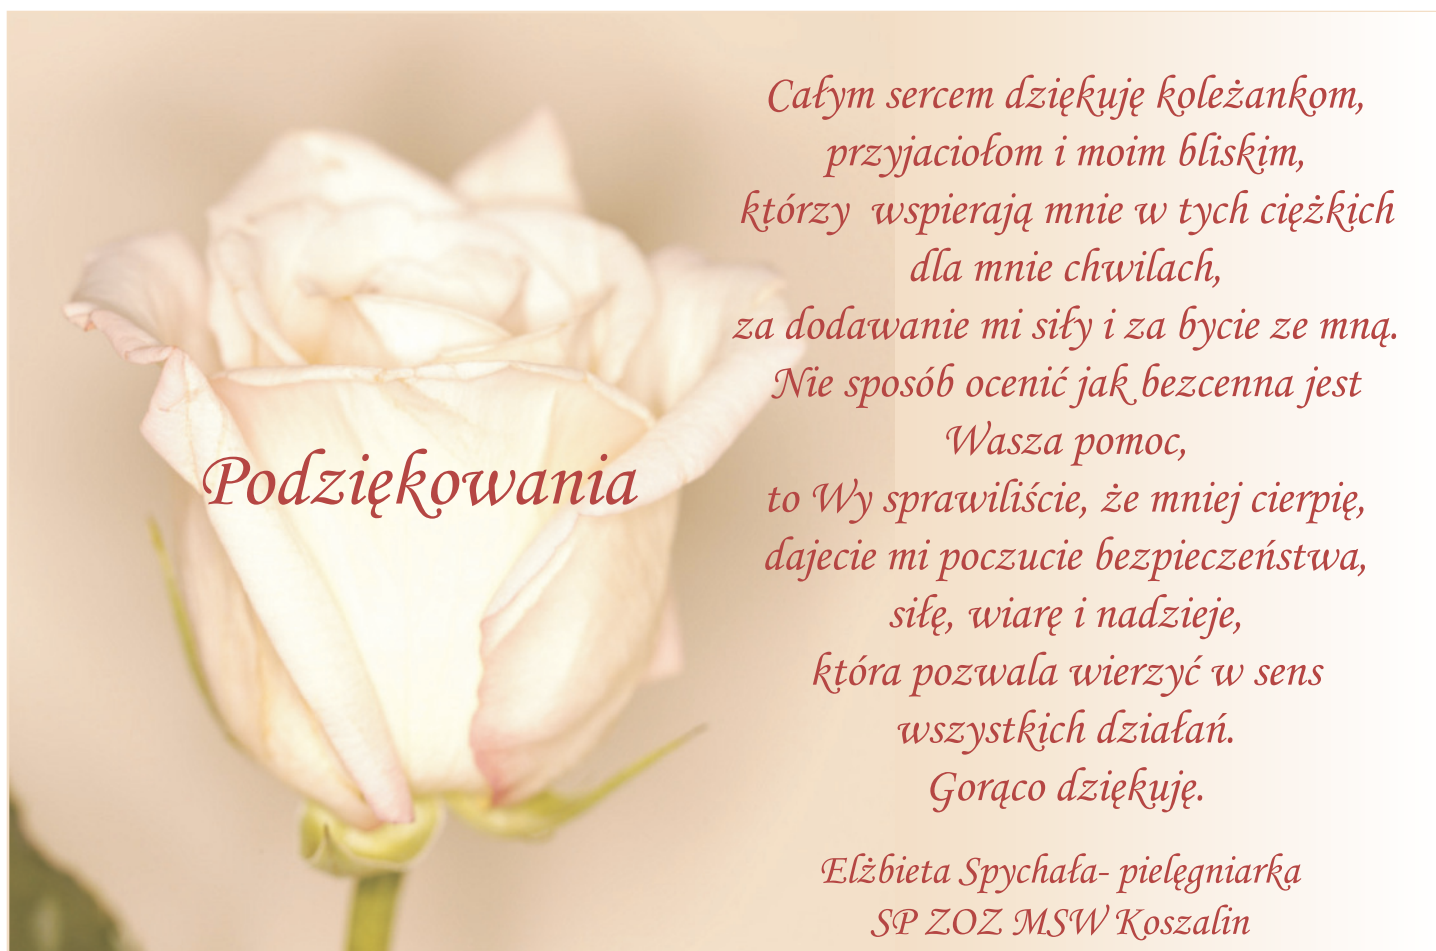 Podziękowania
Całym sercem dziękuję koleżankom,
przyjaciołom i moim bliskim,
którzy  wspierają mnie w tych ciężkich
dla mnie chwilach,
za dodawanie mi siły i za bycie ze mną.
Nie sposób ocenić jak bezcenna jest
Wasza pomoc,
to Wy sprawiliście, że mniej cierpię,
dajecie mi poczucie bezpieczeństwa,
siłę, wiarę i nadzieje,
która pozwala wierzyć w sens
wszystkich działań.
Gorąco dziękuję.
Elżbieta Spychała- pielęgniarka
SP ZOZ MSW Koszalin